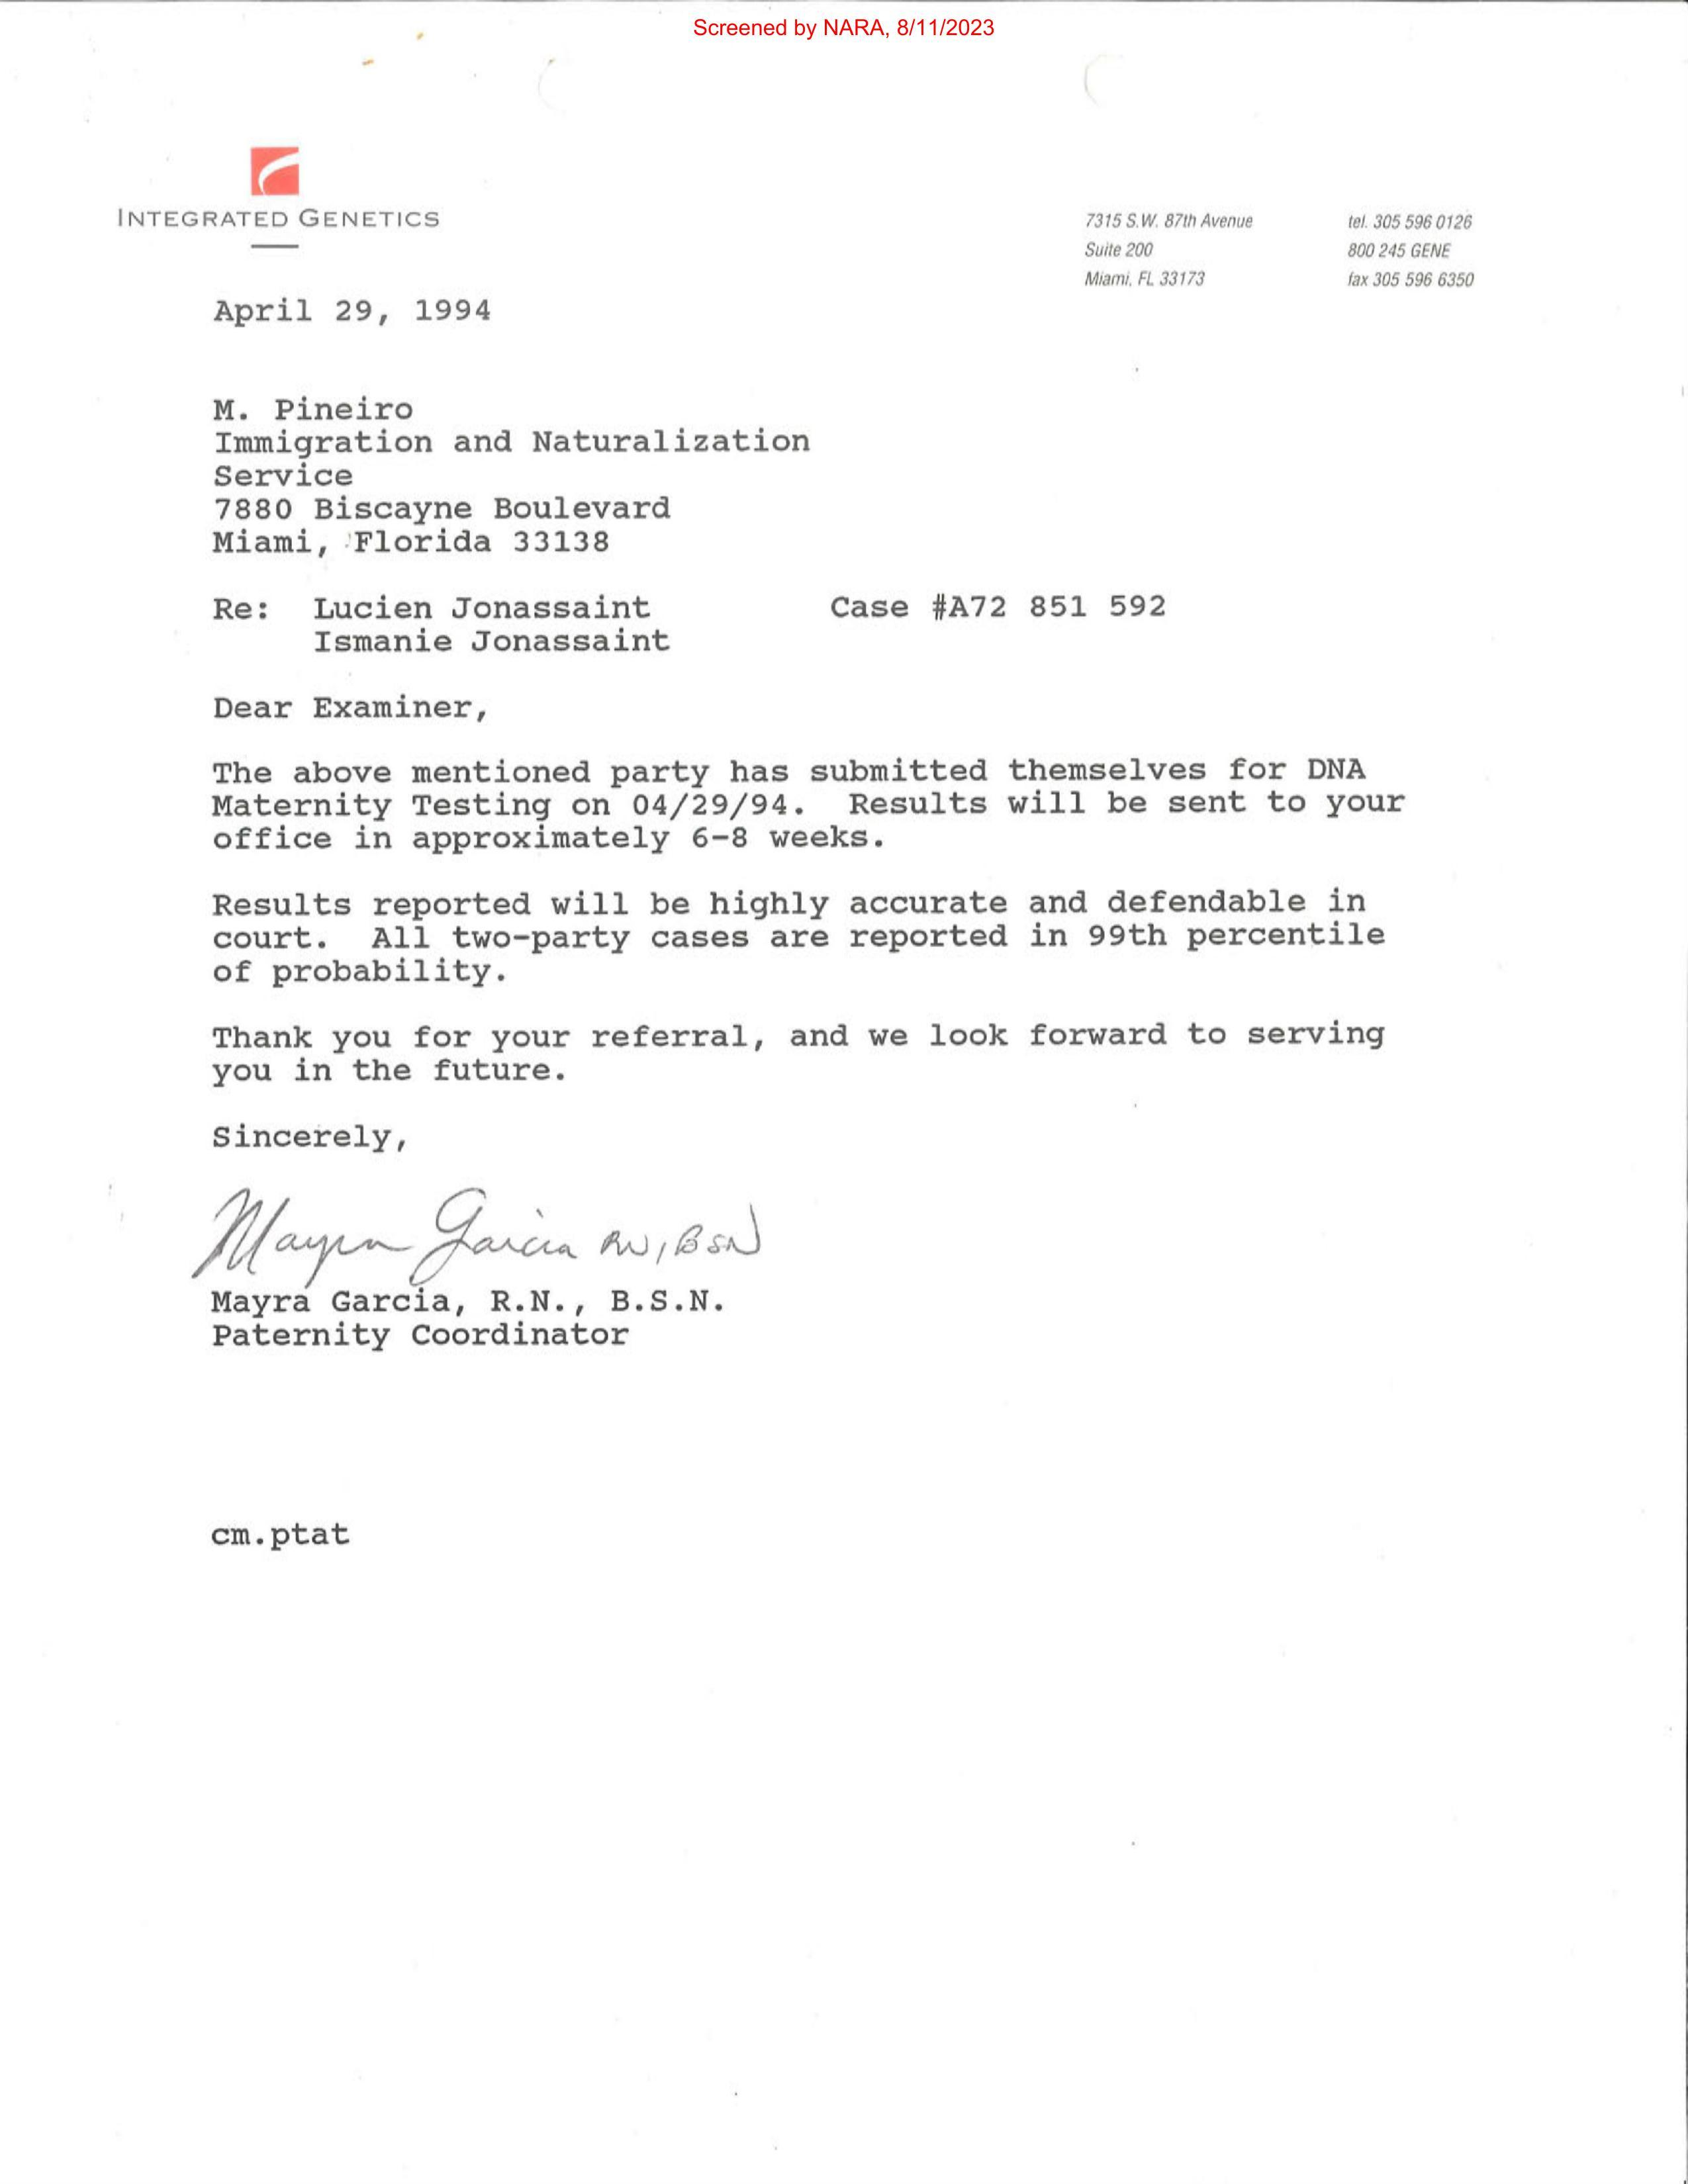 Screened by NARA, 8/11/2023
INTEGRATED GENETICS
7315 S.W. 87th Avenue
Suite 200
Miami, FL 33173
tel. 305 596 0126
800 245 GENE
fax 305 596 6350
April 29, 1994
M. Pineiro
Immigration and Naturalization
Service
7880 Biscayne Boulevard
Miami, Florida 33138
Re: Lucien Jonassaint Case #A72 851 592
Ismanie Jonassaint
Dear Examiner,
The above mentioned party has submitted themselves for DNA
Maternity Testing on 04/29/94. Results will be sent to your
office in approximately 6-8 weeks.
Results reported will be highly accurate and defendable in
court. All two-party cases are reported in 99th percentile
of probability.
Thank you for your referral, and we look forward to serving
you in the future.
Sincerely,
Mayra Garcia RN, BSN
Mayra Garcia, R.N., B.S.N.
Paternity Coordinator
cm.ptat